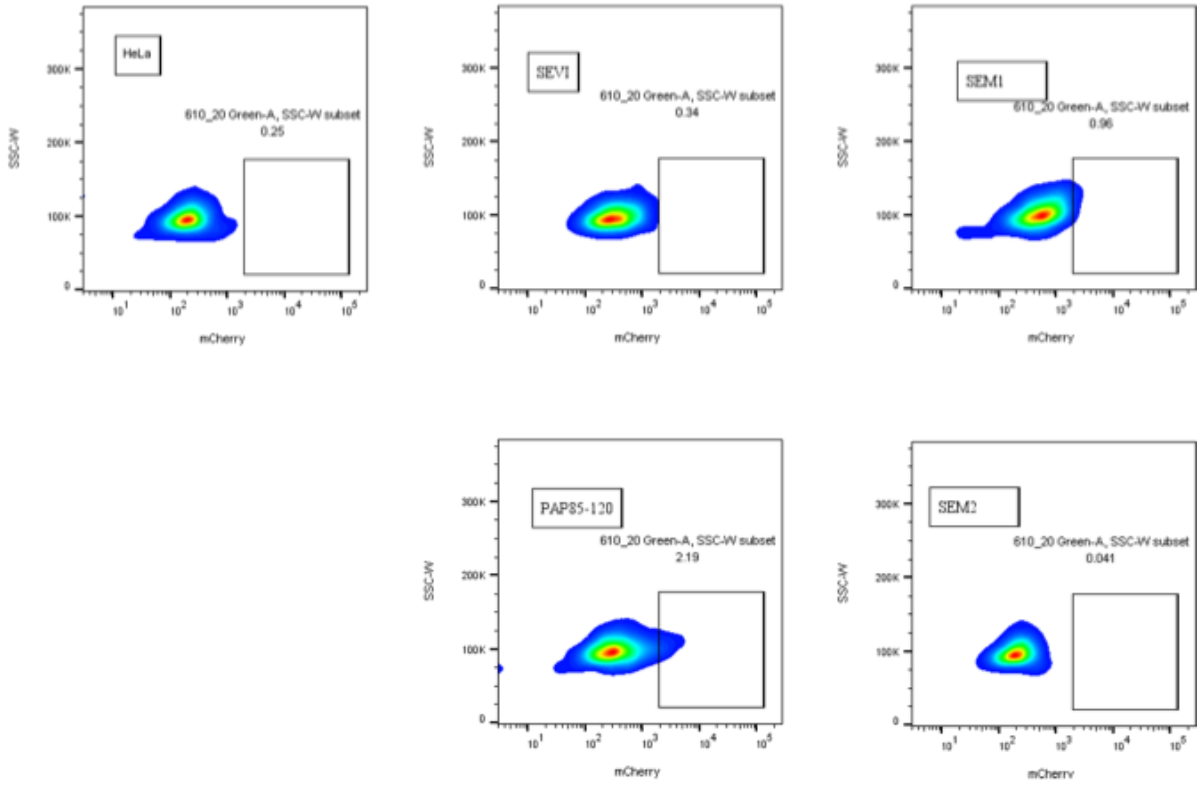 HeLa
610_20 Green-A, SSC-W subset
0.25
SSC-W
300K
200K
100K
0
10^1 10^2 10^3 10^4 10^5
mCherry
SEVI
610_20 Green-A, SSC-W subset
0.34
SSC-W
300K
200K
100K
0
10^1 10^2 10^3 10^4 10^5
mCherry
SEM1
610_20 Green-A, SSC-W subset
0.96
SSC-W
300K
200K
100K
0
10^1 10^2 10^3 10^4 10^5
mCherry
PAP85-120
610_20 Green-A, SSC-W subset
2.19
SSC-W
300K
200K
100K
0
10^1 10^2 10^3 10^4 10^5
mCherry
SEM2
610_20 Green-A, SSC-W subset
0.041
SSC-W
300K
200K
100K
0
10^1 10^2 10^3 10^4 10^5
mCherry